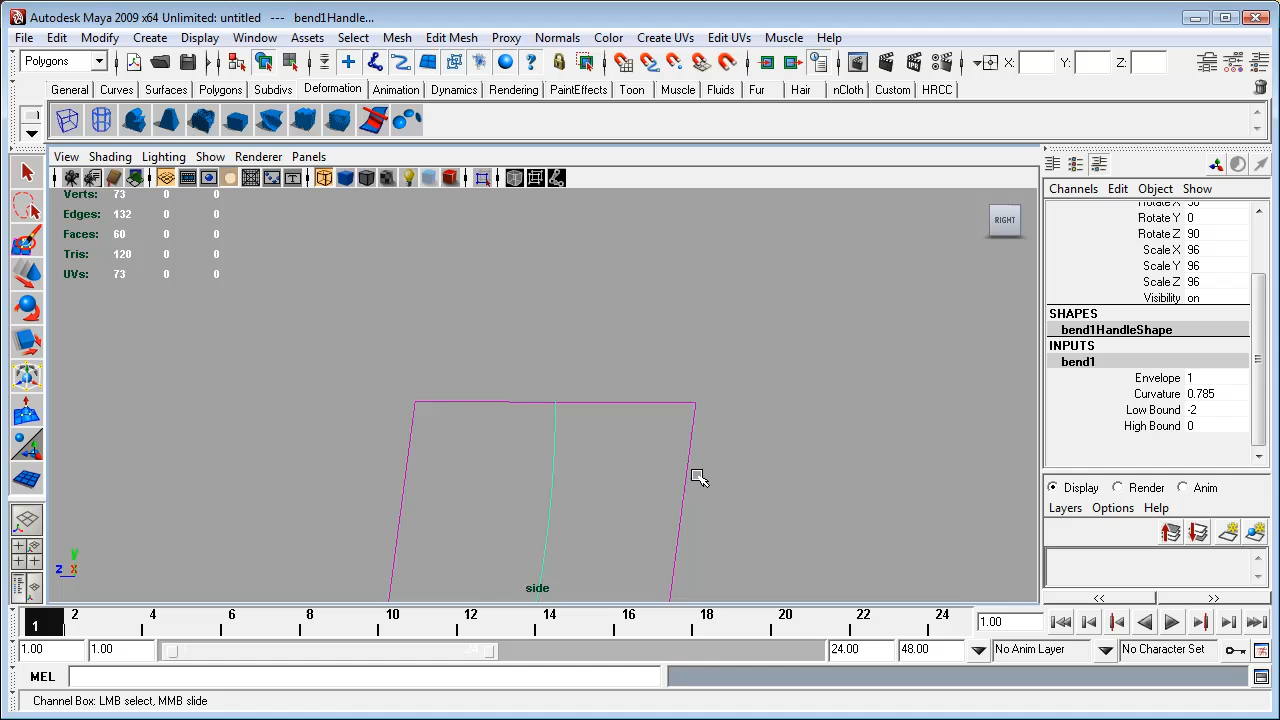 Autodesk Maya 2009 x64 Unlimited: untitled --- bend1Handle...
File Edit Modify Create Display Window Assets Select Mesh Edit Mesh Proxy Normals Color Create UVs Edit UVs Muscle Help
Polygons X: Y: Z:
General Curves Surfaces Polygons Subdivs Deformation Animation Dynamics Rendering PaintEffects Toon Muscle Fluids Fur Hair nCloth Custom HRCC
View Shading Lighting Show Renderer Panels
Channels Edit Object Show
Verts: 73 0 0
Edges: 132 0 0
Faces: 60 0 0
Tris: 120 0 0
UVs: 73 0 0
RIGHT
Rotate Y 0
Rotate Z 90
Scale X 96
Scale Y 96
Scale Z 96
Visibility on
SHAPES
bend1HandleShape
INPUTS
bend1
Envelope 1
Curvature 0.785
Low Bound -2
High Bound 0
Display Render Anim
Layers Options Help
y
z x
side
<< >>
1 2 4 6 8 10 12 14 16 18 20 22 24 1.00
1.00 1.00 24 24.00 48.00 No Anim Layer No Character Set
MEL
Channel Box: LMB select, MMB slide